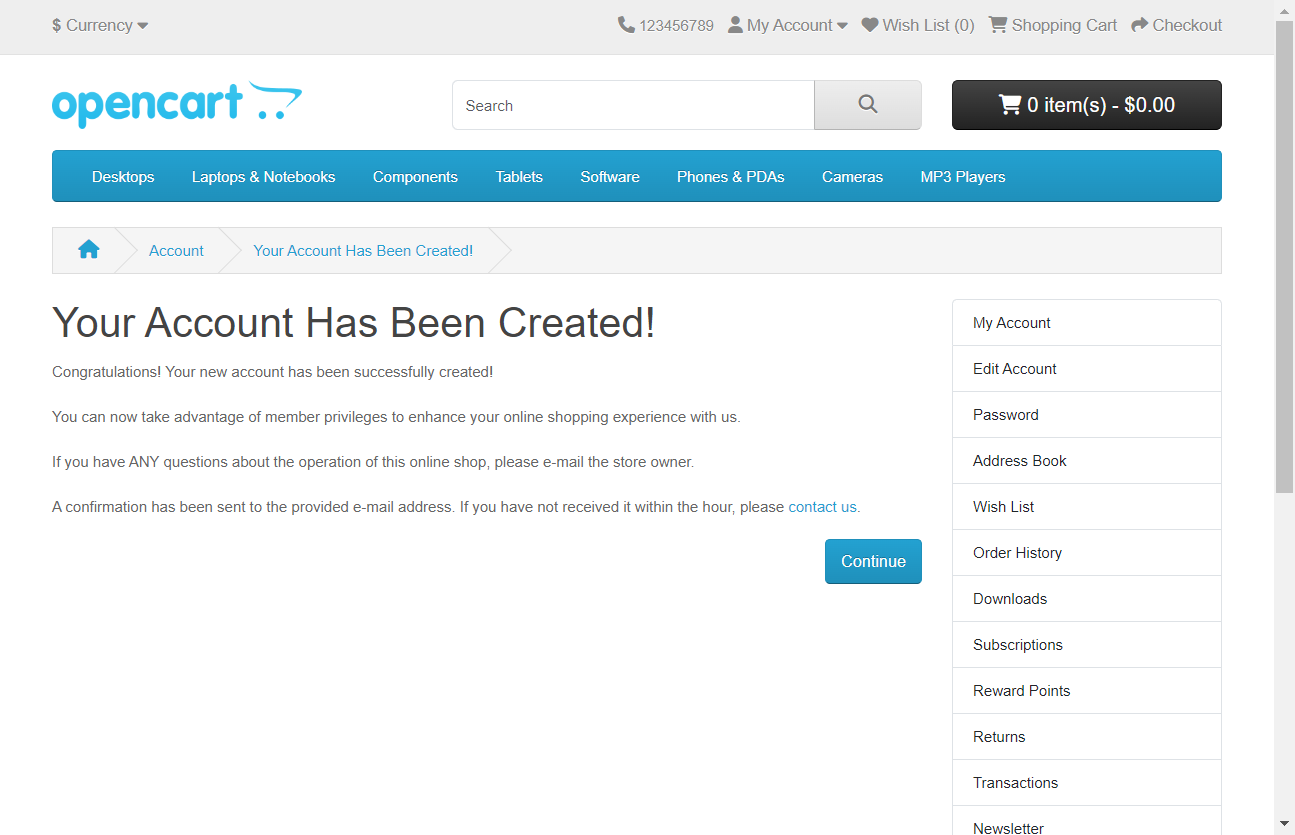 $ Currency
123456789 My Account Wish List (0) Shopping Cart Checkout
opencart
Search
0 item(s) - $0.00
Desktops Laptops & Notebooks Components Tablets Software Phones & PDAs Cameras MP3 Players
Account Your Account Has Been Created!
Your Account Has Been Created!
Congratulations! Your new account has been successfully created!
You can now take advantage of member privileges to enhance your online shopping experience with us.
If you have ANY questions about the operation of this online shop, please e-mail the store owner.
A confirmation has been sent to the provided e-mail address. If you have not received it within the hour, please contact us.
Continue
My Account
Edit Account
Password
Address Book
Wish List
Order History
Downloads
Subscriptions
Reward Points
Returns
Transactions
Newsletter